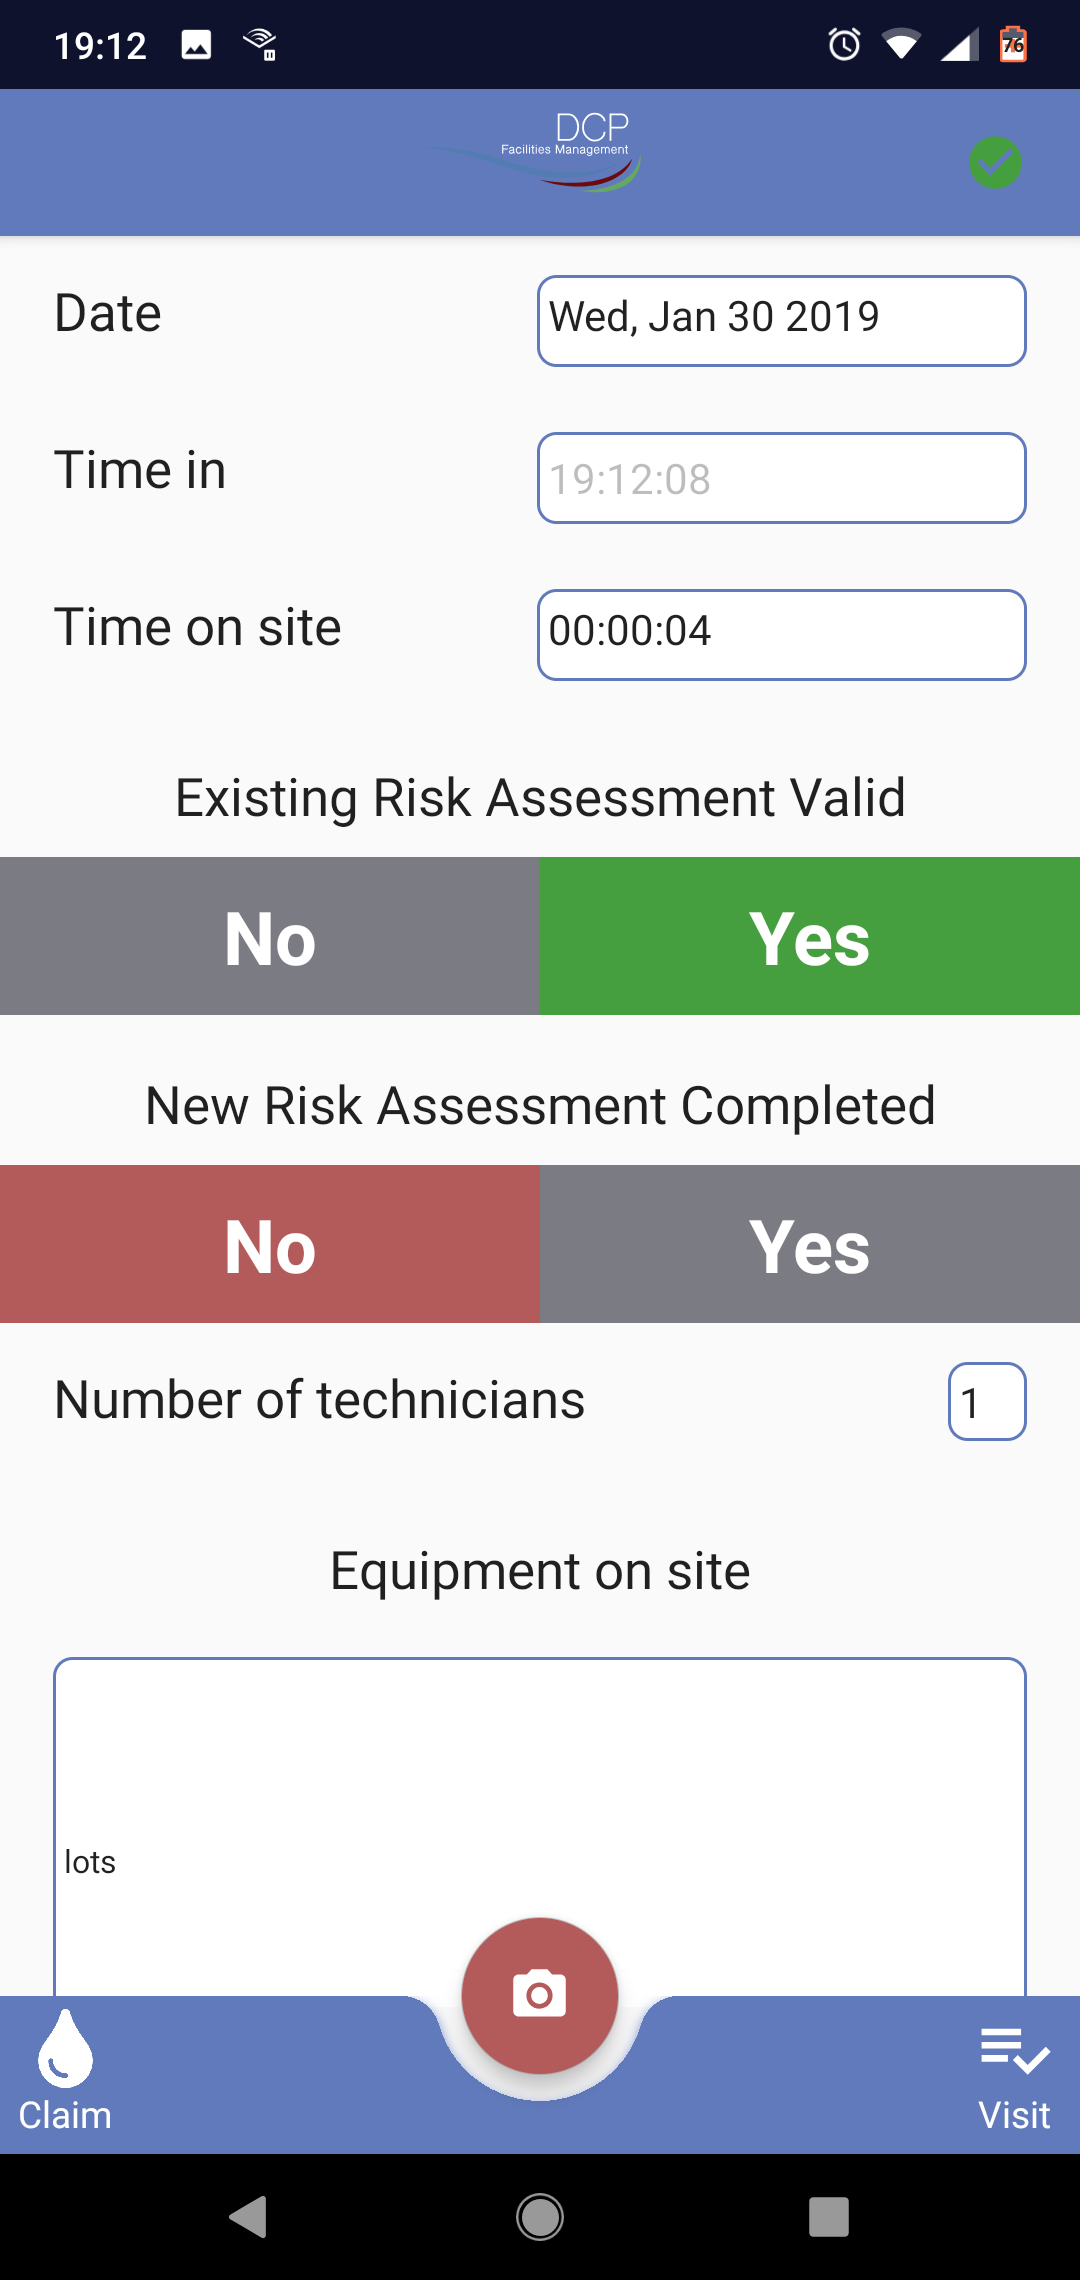 19:12
76
DCP
Facilities Management
Date
Wed, Jan 30 2019
Time in
19:12:08
Time on site
00:00:04
Existing Risk Assessment Valid
No
Yes
New Risk Assessment Completed
No
Yes
Number of technicians
1
Equipment on site
lots
Claim
Visit